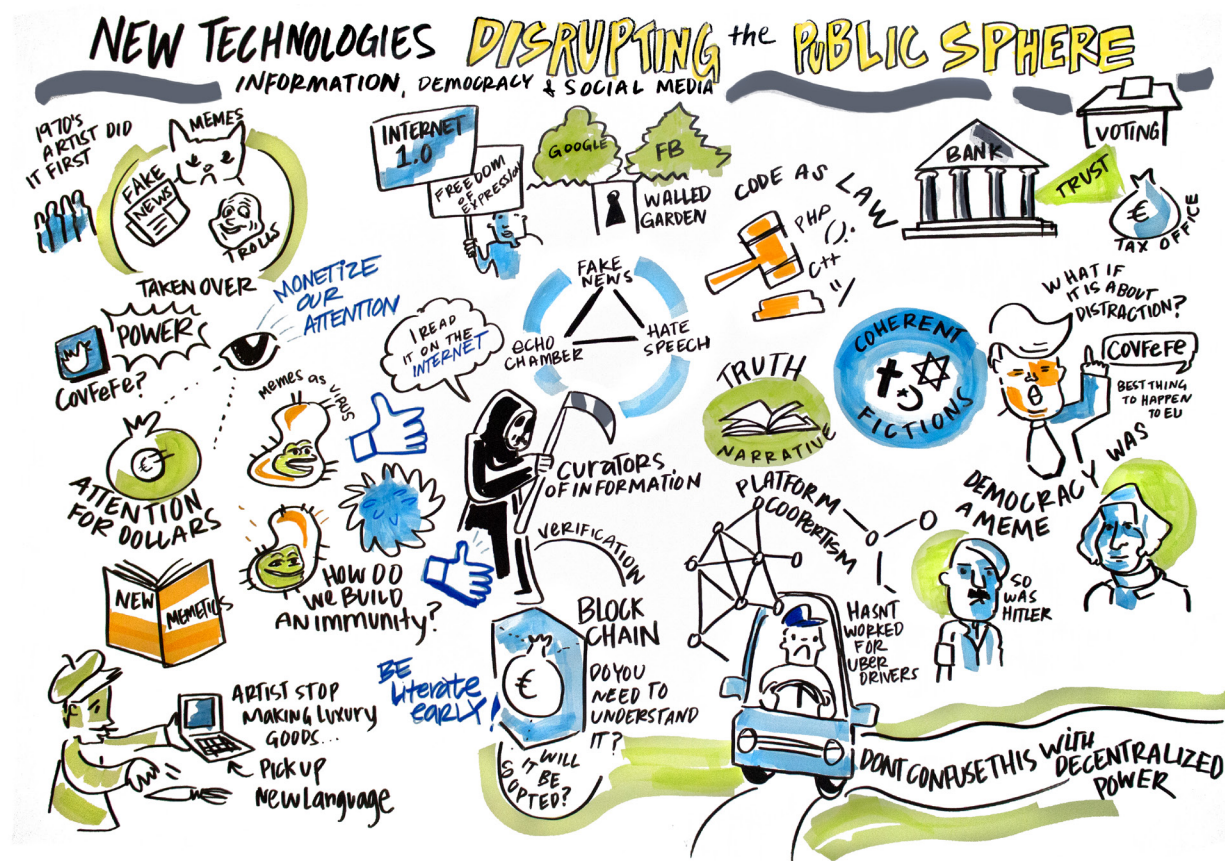 NEW TECHNOLOGIES DISRUPTING the PUBLIC SPHERE
INFORMATION, DEMOCRACY & SOCIAL MEDIA
1970's
ARTIST DID
IT FIRST
MEMES
FAKE
NEWS
TROLLS
TAKEN OVER
INTERNET
1.0
FREEDOM
OF
EXPRESSION
GOOGLE
FB
WALLED
GARDEN
CODE AS LAW
PHP
();
C++
"/
BANK
VOTING
TRUST
€
TAX OFFICE
POWER
COVFEFE?
MONETIZE
OUR
ATTENTION
I READ
IT ON THE
INTERNET
FAKE
NEWS
ECHO
CHAMBER
HATE
SPEECH
TRUTH
NARRATIVE
COHERENT
FICTIONS
WHAT IF
IT IS ABOUT
DISTRACTION?
COVFEFE
BEST THING
TO HAPPEN
TO EU
€
ATTENTION
FOR DOLLARS
MEMES as VIRUS
HOW DO
WE BUILD
AN IMMUNITY?
CURATORS
OF INFORMATION
VERIFICATION
PLATFORM
COOPERTISM
DEMOCRACY WAS
A MEME
SO
WAS
HITLER
NEW
MEMETICS
BLOCK
CHAIN
€
DO YOU
NEED TO
UNDERSTAND
IT?
IT WILL
BE
SO OPTED?
BE
Literate
EARLY!
HASNT
WORKED
FOR
UBER
DRIVERS
ARTIST STOP
MAKING LUXURY
GOODS...
PICK UP
New Language
DONT CONFUSE THIS WITH
DECENTRALIZED
POWER